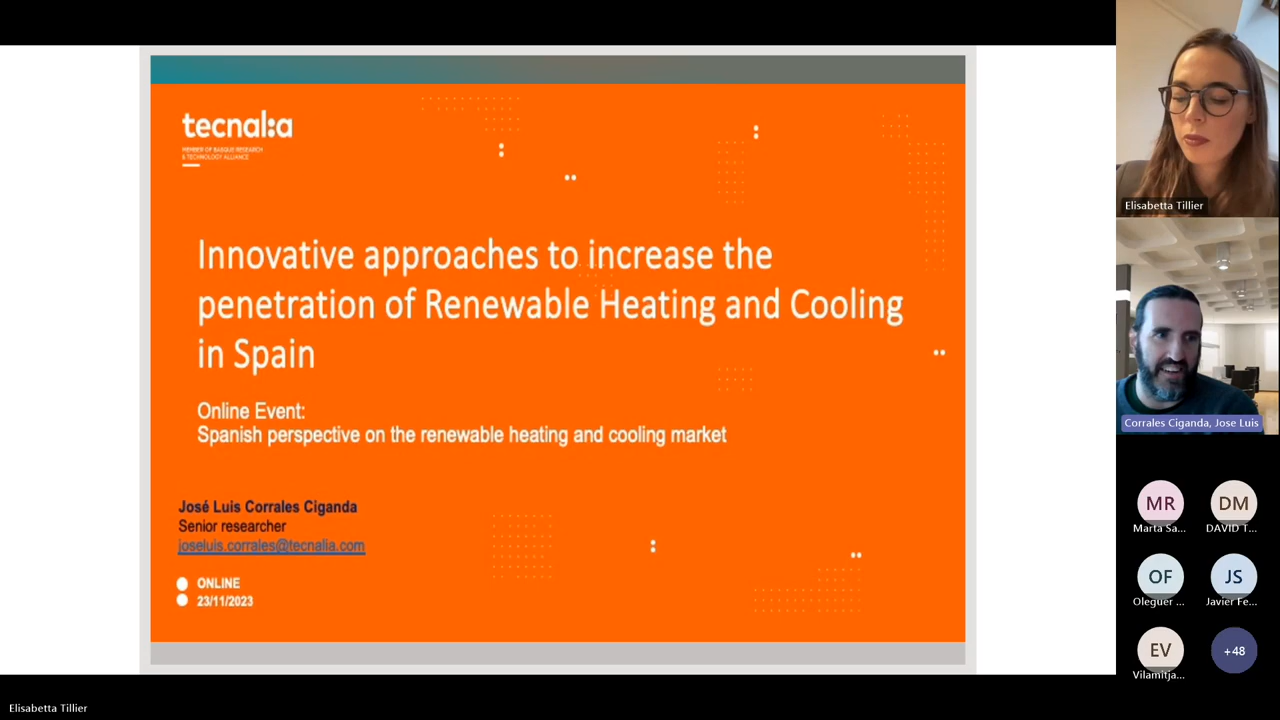 tecnal:a
MEMBER OF BASQUE RESEARCH
& TECHNOLOGY ALLIANCE
Innovative approaches to increase the
penetration of Renewable Heating and Cooling
in Spain
Online Event:
Spanish perspective on the renewable heating and cooling market
José Luis Corrales Ciganda
Senior researcher
joseluis.corrales@tecnalia.com
ONLINE
23/11/2023
Elisabetta Tillier
Corrales Ciganda, Jose Luis
MR
Marta Sa...
DM
DAVID T...
OF
Oleguer ...
JS
Javier Fe...
EV
Vilamitja...
+48
Elisabetta Tillier